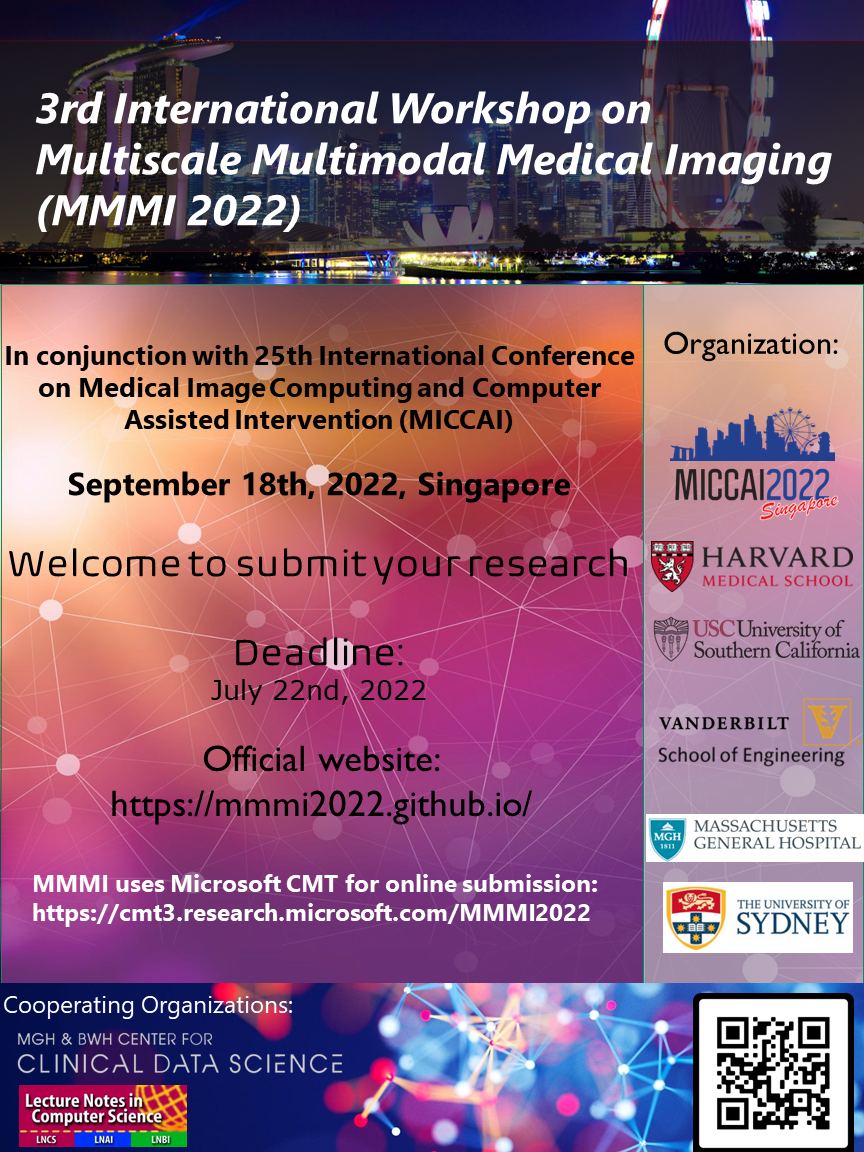 3rd International Workshop on
Multiscale Multimodal Medical Imaging
(MMMI 2022)
In conjunction with 25th International Conference
on Medical Image Computing and Computer
Assisted Intervention (MICCAI)
September 18th, 2022, Singapore
Welcome to submit your research
Deadline:
July 22nd, 2022
Official website:
https://mmmi2022.github.io/
MMMI uses Microsoft CMT for online submission:
https://cmt3.research.microsoft.com/MMMI2022
Organization:
MICCAI2022
Singapore
HARVARD
MEDICAL SCHOOL
USC University of
Southern California
VANDERBILT V
School of Engineering
MGH
1811
MASSACHUSETTS
GENERAL HOSPITAL
THE UNIVERSITY OF
SYDNEY
Cooperating Organizations:
MGH & BWH CENTER FOR
CLINICAL DATA SCIENCE
Lecture Notes in
Computer Science
LNCS LNAI LNBI